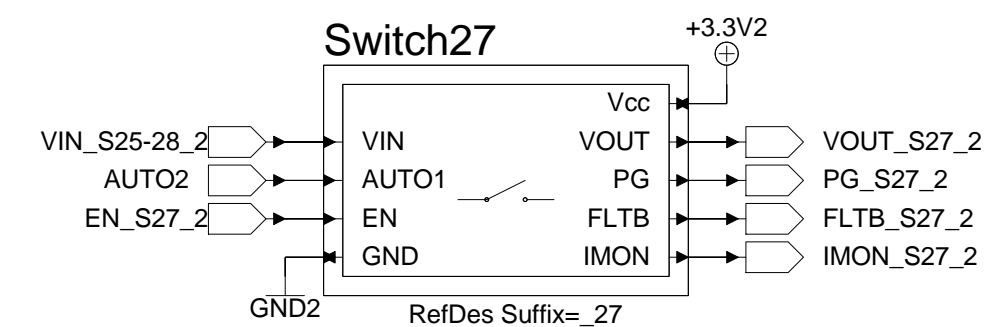 +3.3V2
Switch27
Vcc
VIN_S25-28_2 VIN VOUT VOUT_S27_2
AUTO2 AUTO1 PG PG_S27_2
EN_S27_2 EN FLTB FLTB_S27_2
GND IMON IMON_S27_2
GND2
RefDes Suffix=_27